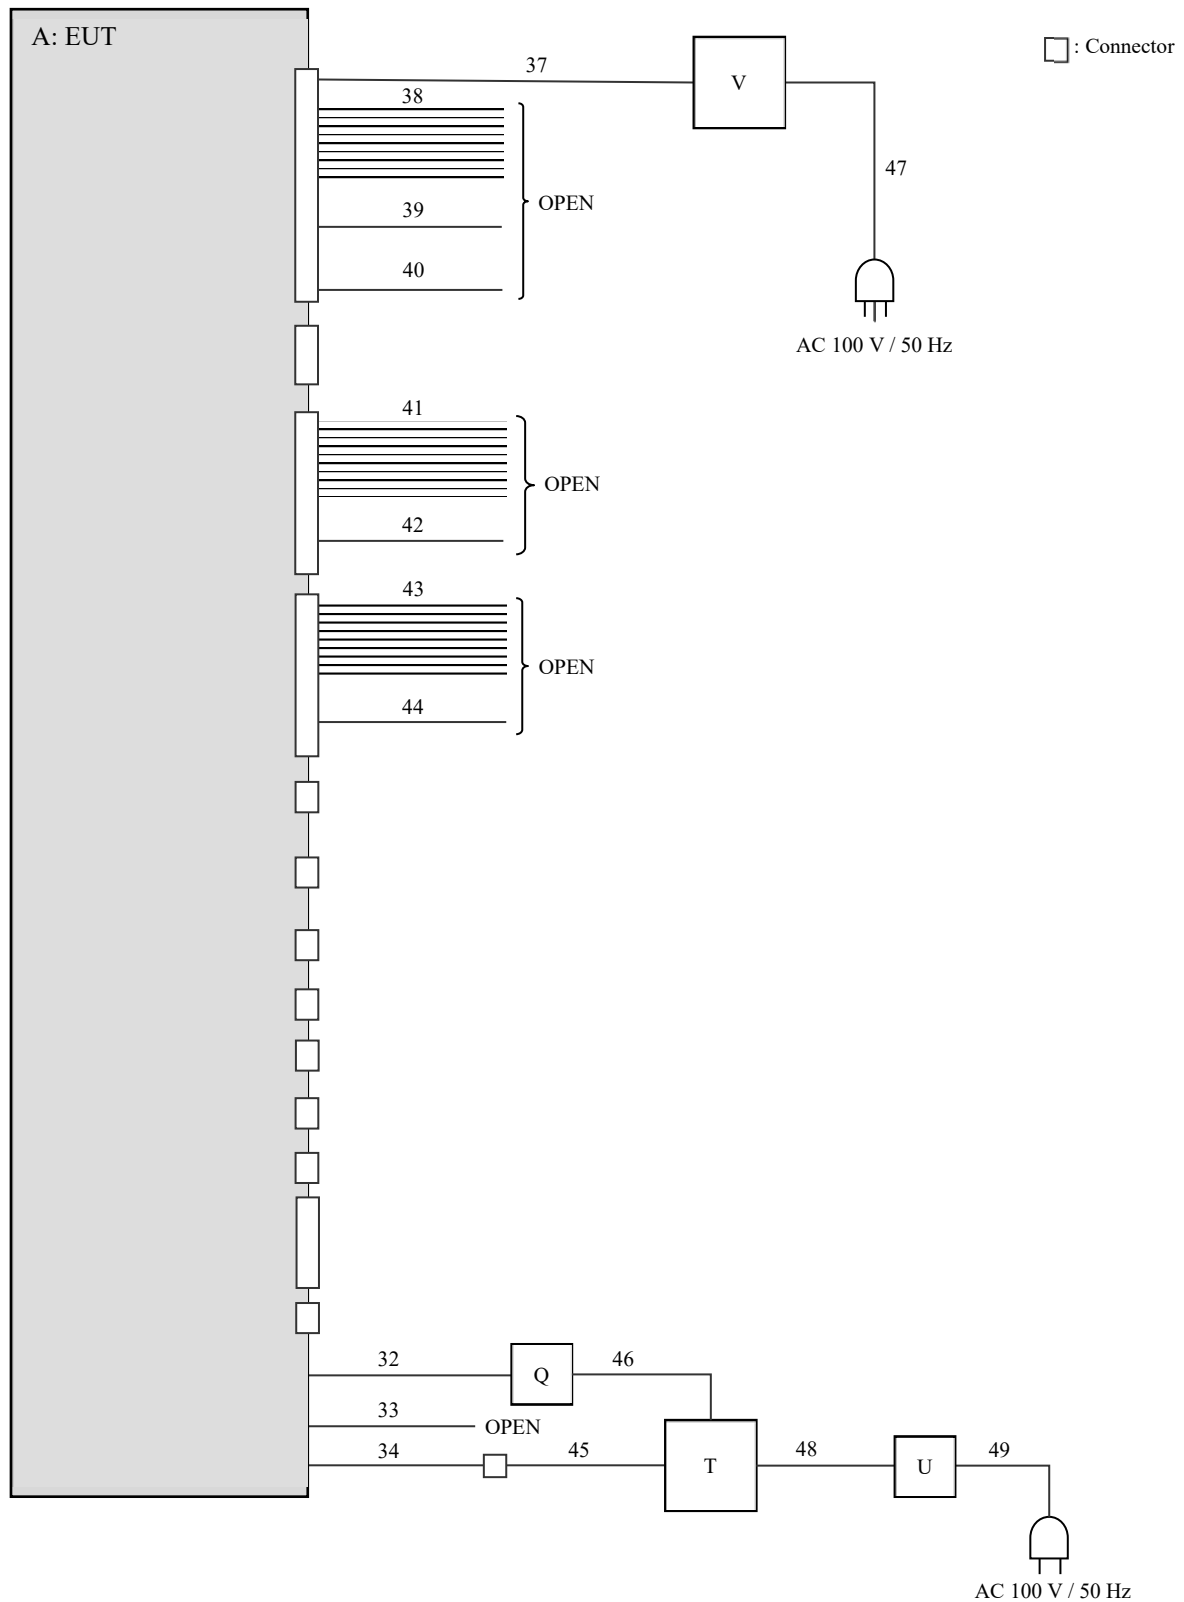 A: EUT
: Connector
37
V
38
47
39
OPEN
40
AC 100 V / 50 Hz
41
OPEN
42
43
OPEN
44
32
Q
46
33
OPEN
34
45
T
48
U
49
AC 100 V / 50 Hz